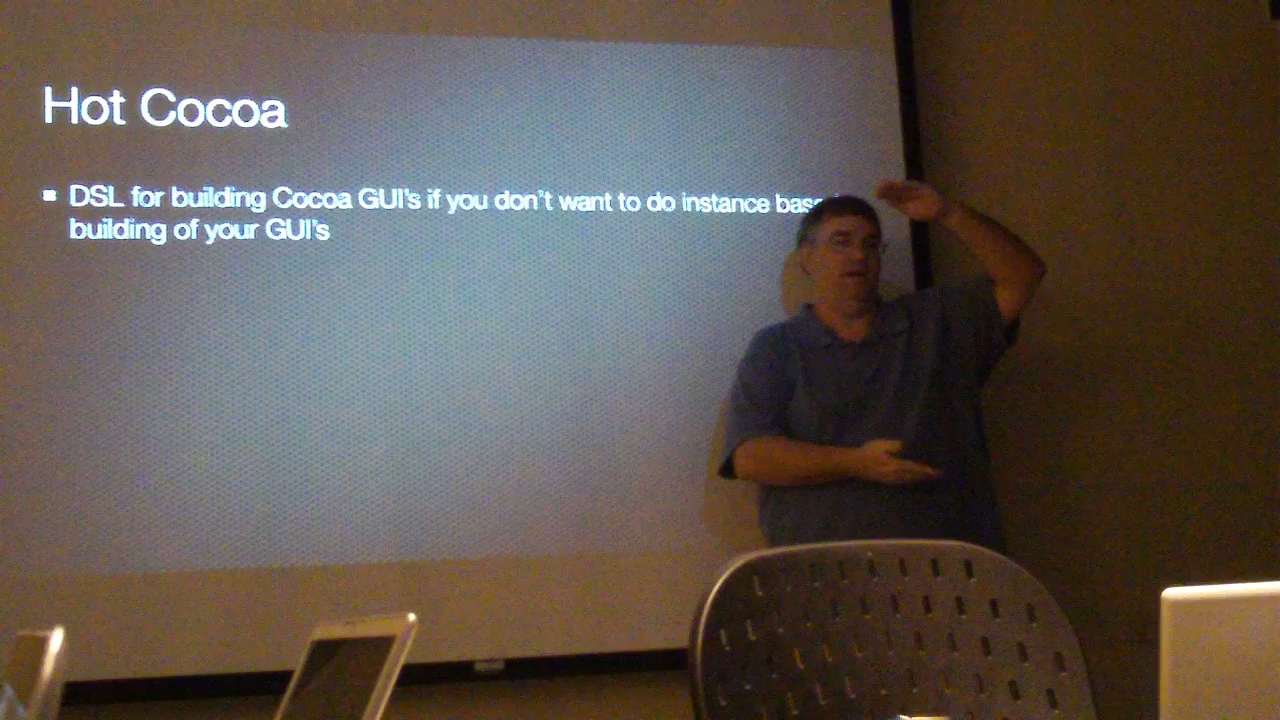 Hot Cocoa
▪ DSL for building Cocoa GUI's if you don't want to do instance
building of your GUI's